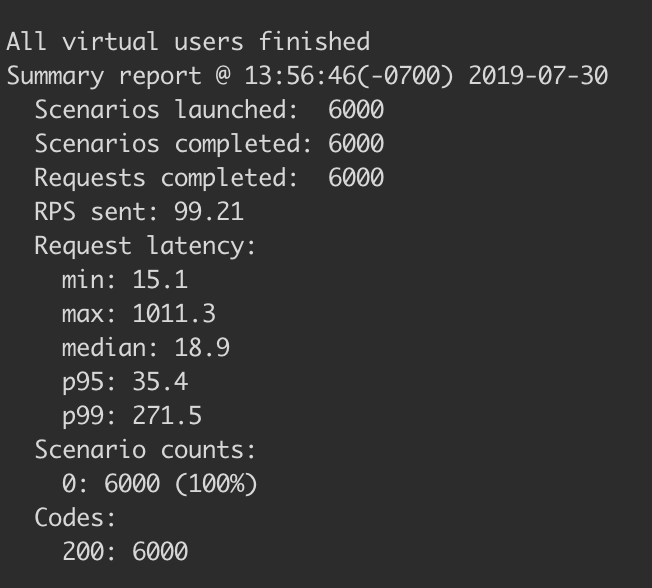 All virtual users finished
Summary report @ 13:56:46(-0700) 2019-07-30
  Scenarios launched:  6000
  Scenarios completed: 6000
  Requests completed:  6000
  RPS sent: 99.21
  Request latency:
    min: 15.1
    max: 1011.3
    median: 18.9
    p95: 35.4
    p99: 271.5
  Scenario counts:
    0: 6000 (100%)
  Codes:
    200: 6000